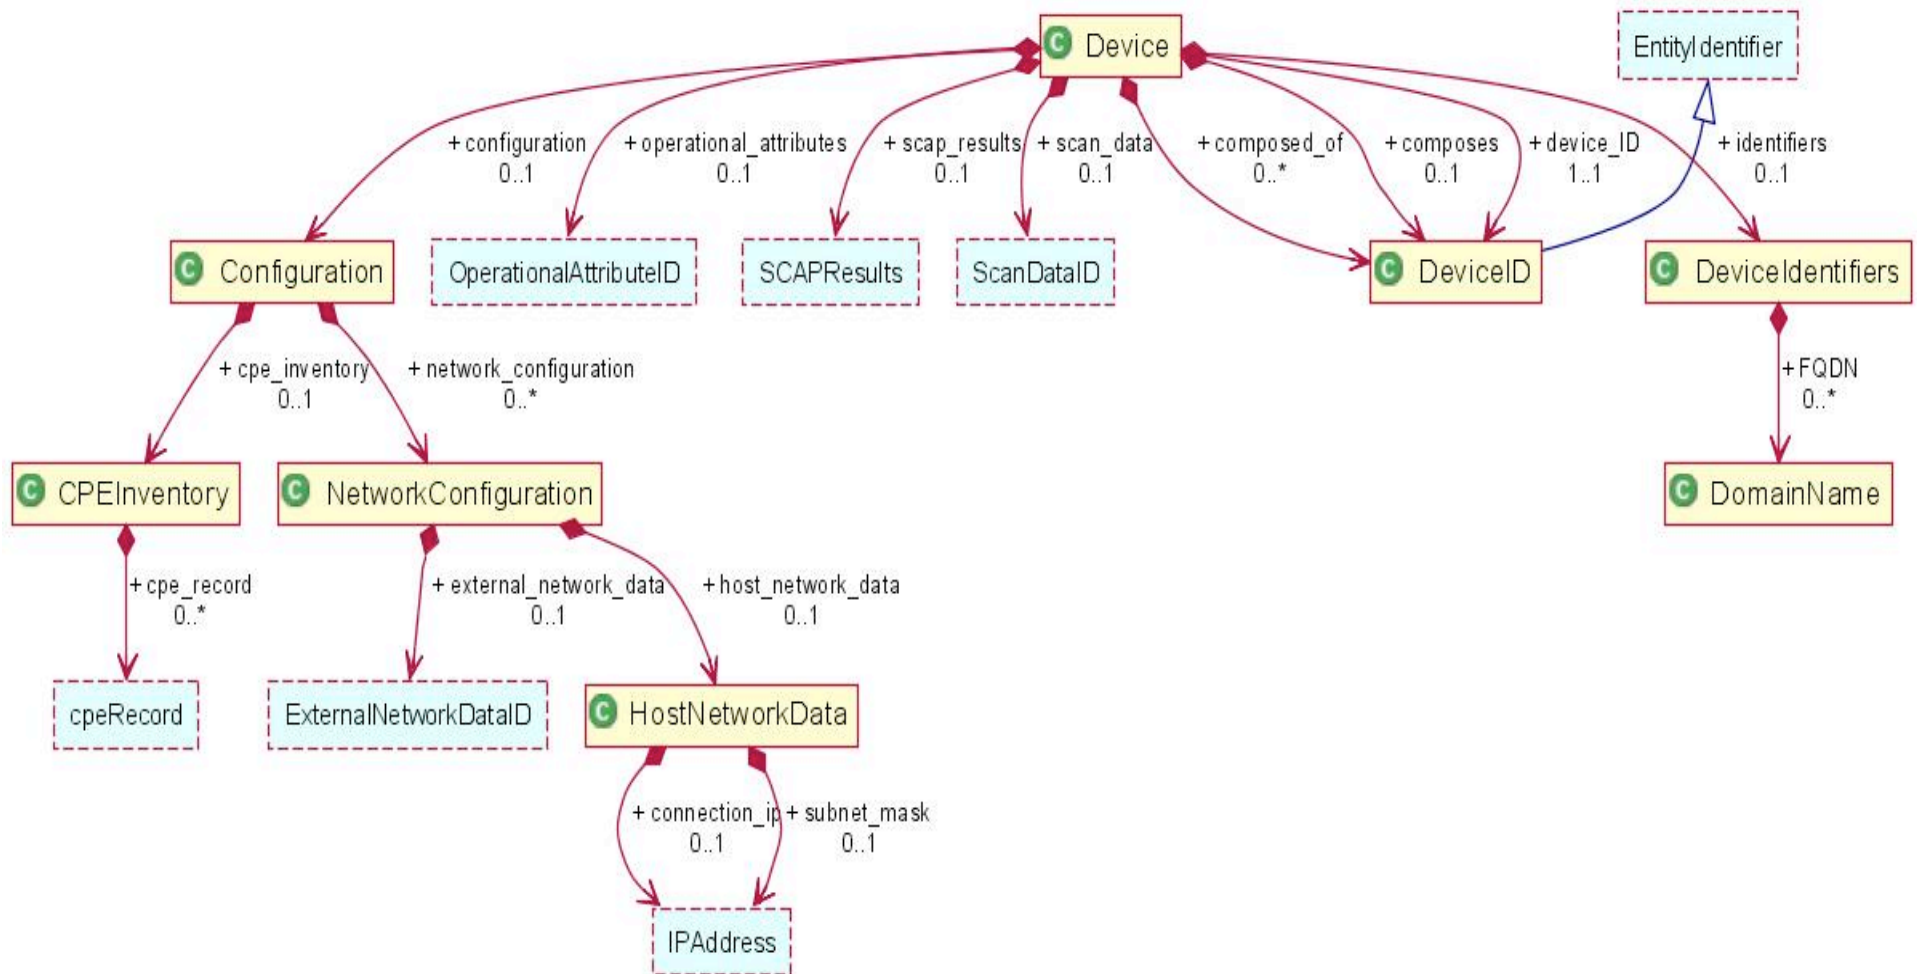 C Device
EntityIdentifier
+ configuration
0..1
+ operational_attributes
0..1
+ scap_results
0..1
+ scan_data
0..1
+ composed_of
0..*
+ composes
0..1
+ device_ID
1..1
+ identifiers
0..1
C Configuration
OperationalAttributeID
SCAPResults
ScanDataID
C DeviceID
C DeviceIdentifiers
+ cpe_inventory
0..1
+ network_configuration
0..*
+ FQDN
0..*
C CPEInventory
C NetworkConfiguration
C DomainName
+ cpe_record
0..*
+ external_network_data
0..1
+ host_network_data
0..1
cpeRecord
ExternalNetworkDataID
C HostNetworkData
+ connection_ip
0..1
+ subnet_mask
0..1
IPAddress